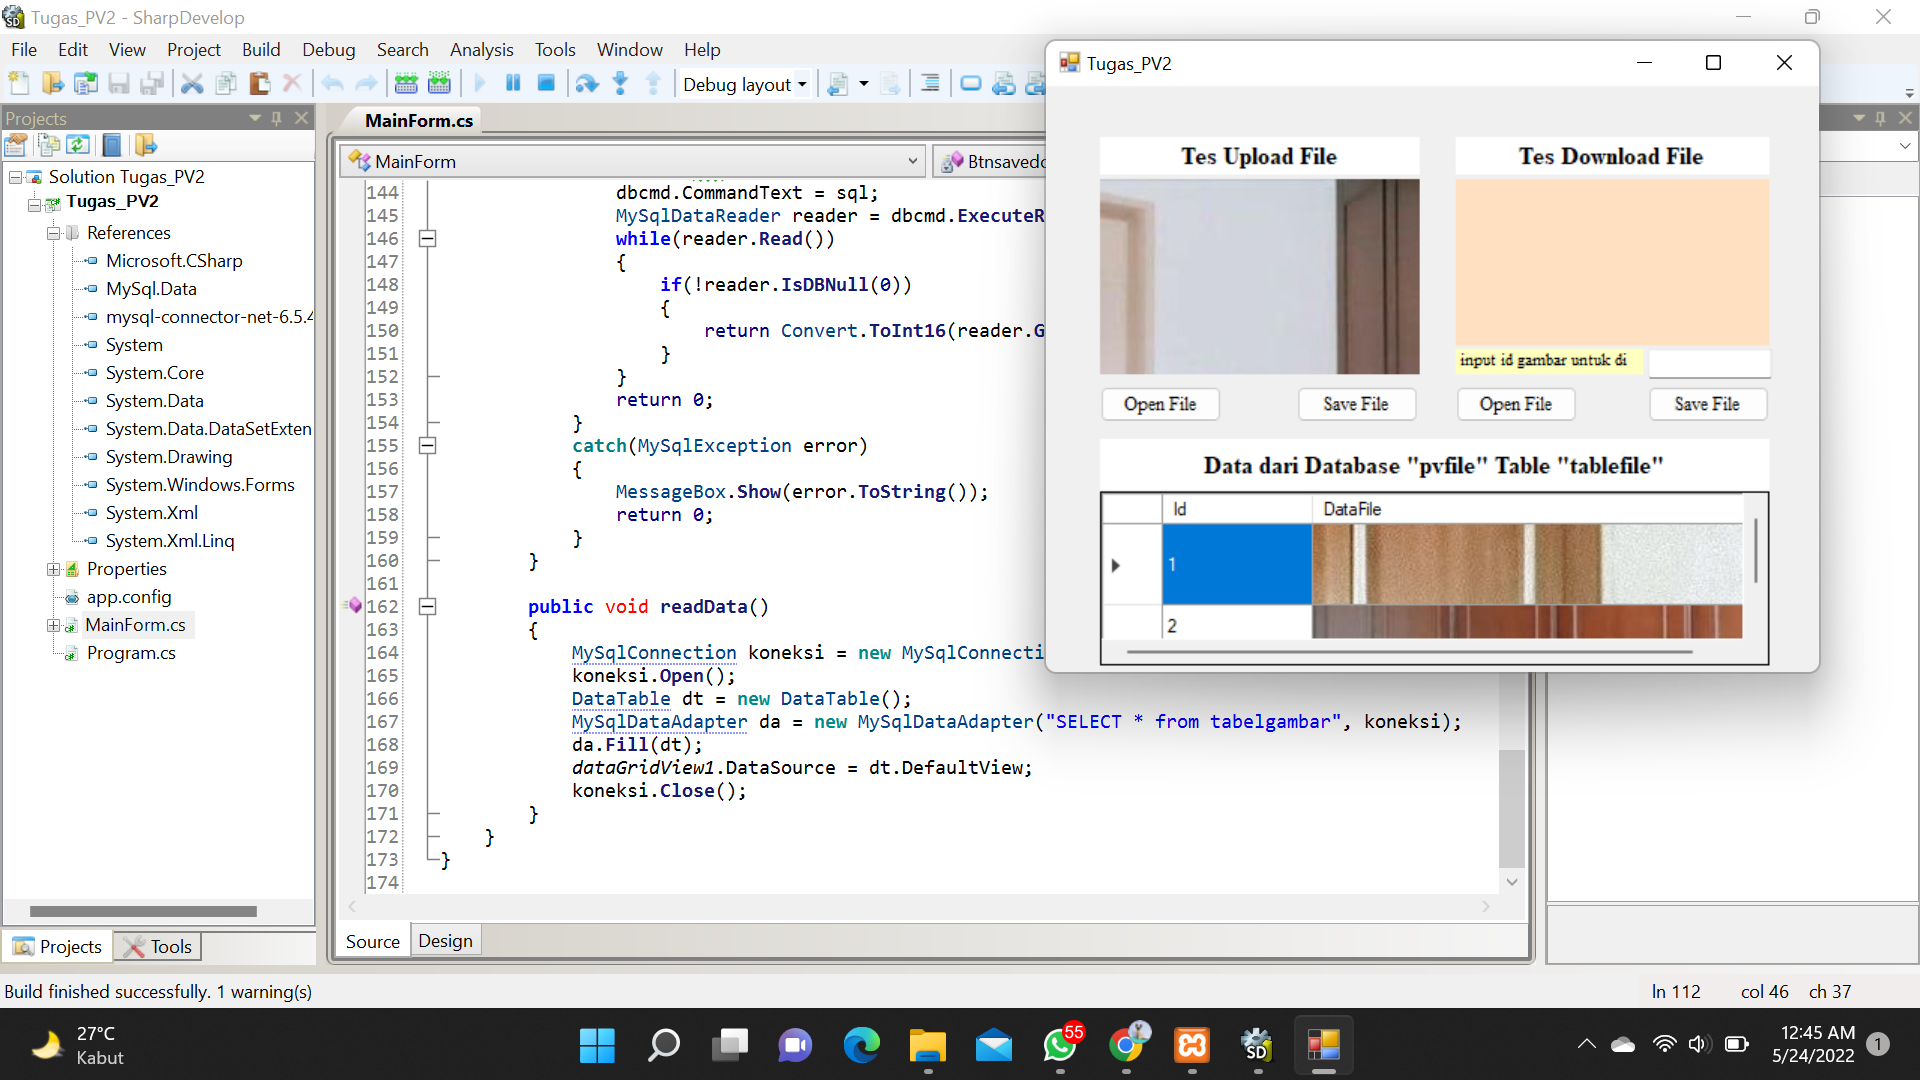 Tugas_PV2 - SharpDevelop
File Edit View Project Build Debug Search Analysis Tools Window Help
Debug layout
Projects
Solution Tugas_PV2
Tugas_PV2
References
Microsoft.CSharp
MySql.Data
mysql-connector-net-6.5.4
System
System.Core
System.Data
System.Data.DataSetExten
System.Drawing
System.Windows.Forms
System.Xml
System.Xml.Linq
Properties
app.config
MainForm.cs
Program.cs
Projects Tools
MainForm.cs
MainForm
144 dbcmd.CommandText = sql;
145 MySqlDataReader reader = dbcmd.ExecuteR
146 while(reader.Read())
147 {
148 if(!reader.IsDBNull(0))
149 {
150 return Convert.ToInt16(reader.G
151 }
152 }
153 return 0;
154 }
155 catch(MySqlException error)
156 {
157 MessageBox.Show(error.ToString());
158 return 0;
159 }
160 }
161
162 public void readData()
163 {
164 MySqlConnection koneksi = new MySqlConnecti
165 koneksi.Open();
166 DataTable dt = new DataTable();
167 MySqlDataAdapter da = new MySqlDataAdapter("SELECT * from tabelgambar", koneksi);
168 da.Fill(dt);
169 dataGridView1.DataSource = dt.DefaultView;
170 koneksi.Close();
171 }
172 }
173 }
174
Source Design
Tugas_PV2
Tes Upload File
Tes Download File
input id gambar untuk di
Open File Save File Open File Save File
Data dari Database "pvfile" Table "tablefile"
Id DataFile
1
2
Build finished successfully. 1 warning(s)
ln 112 col 46 ch 37
27°C
Kabut
55
SD
12:45 AM
5/24/2022
1